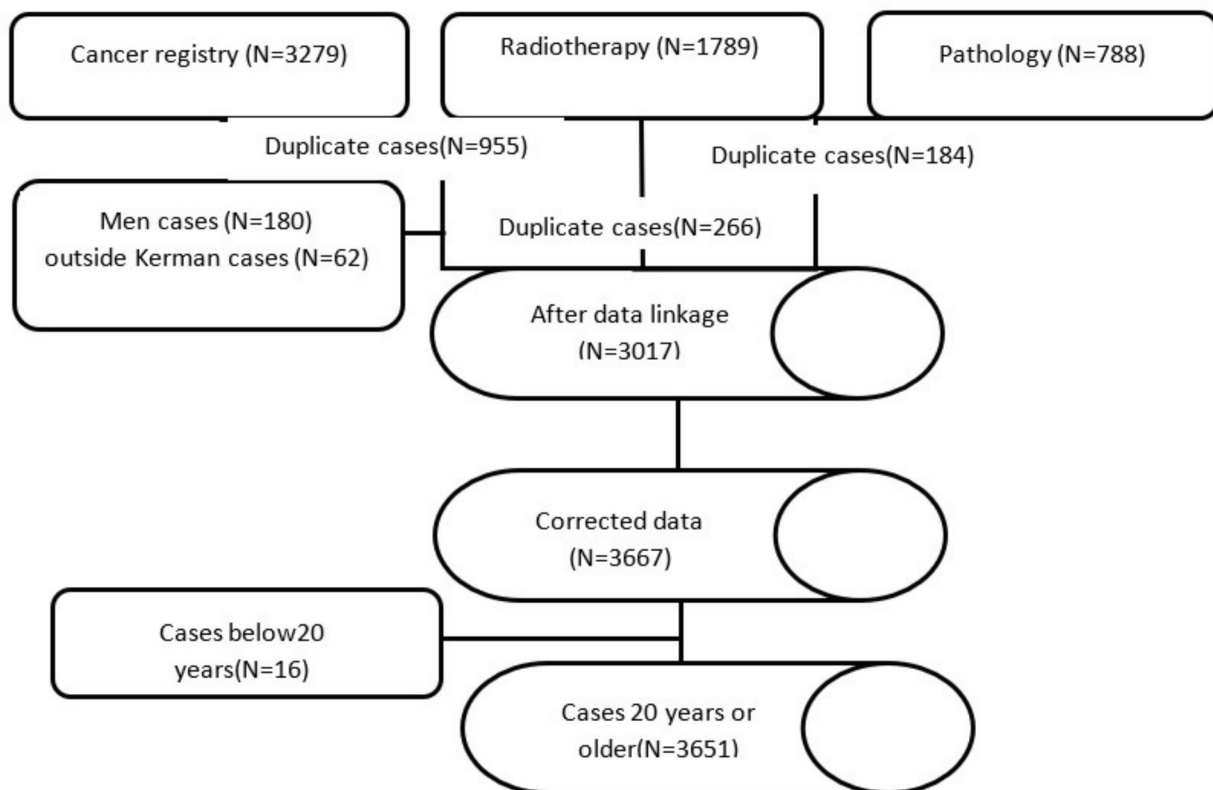 Cancer registry (N=3279)
Radiotherapy (N=1789)
Pathology (N=788)
Duplicate cases(N=955)
Duplicate cases(N=184)
Men cases (N=180)
outside Kerman cases (N=62)
Duplicate cases(N=266)
After data linkage
(N=3017)
Corrected data
(N=3667)
Cases below20
years(N=16)
Cases 20 years or
older(N=3651)